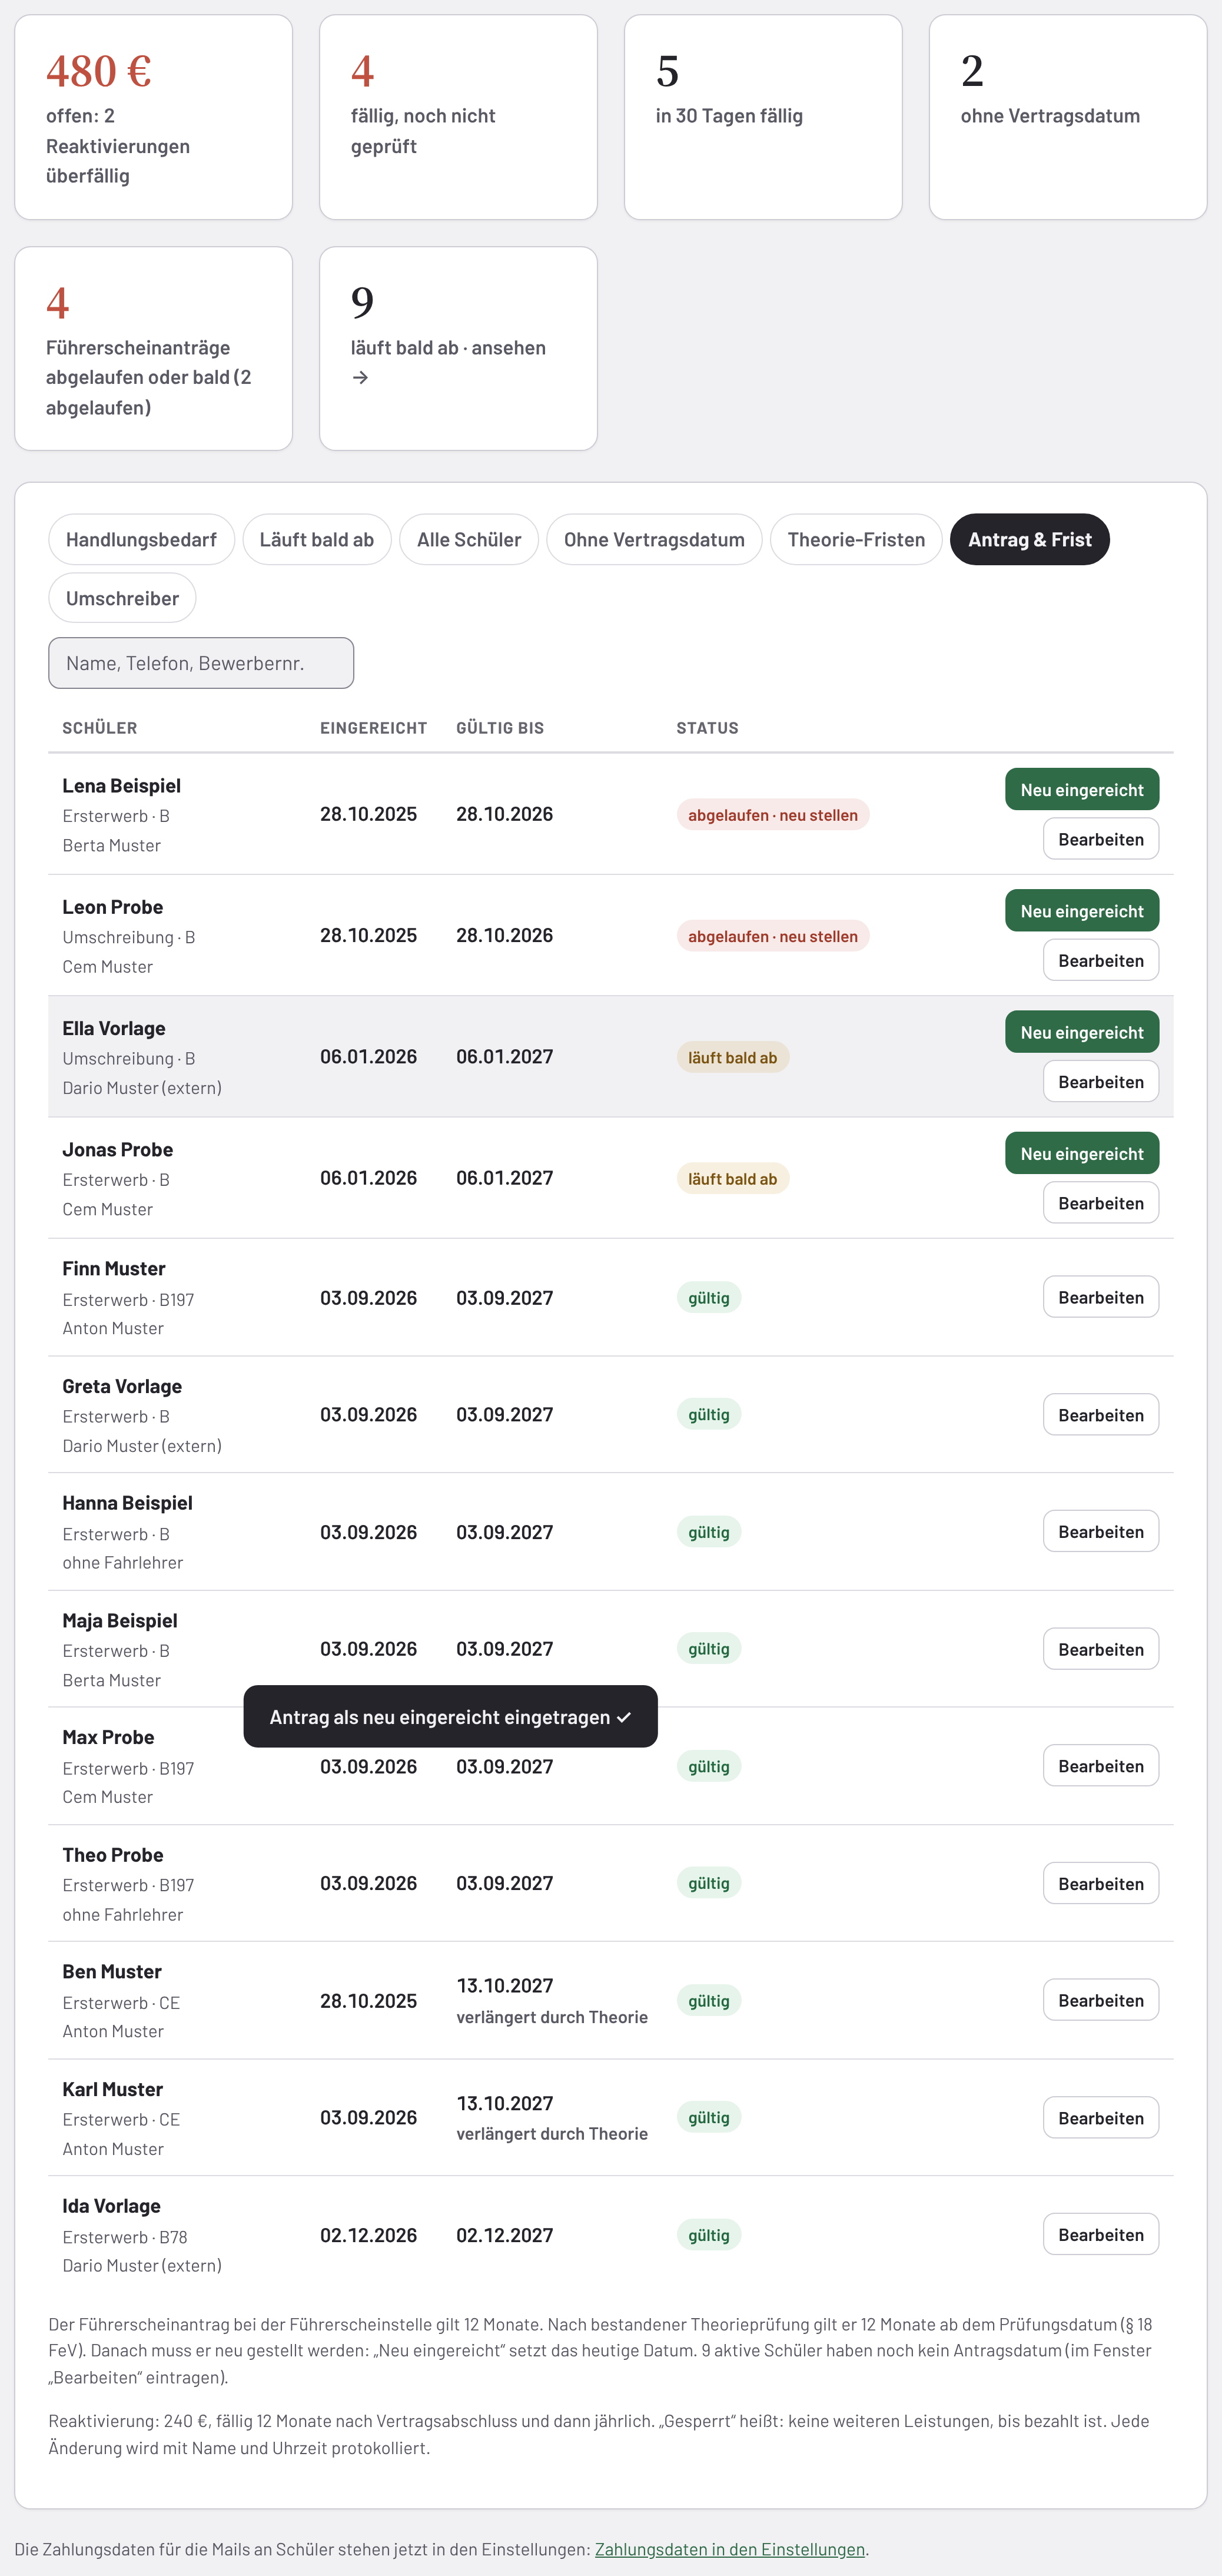 480 €
offen: 2
Reaktivierungen
überfällig
4
fällig, noch nicht
geprüft
5
in 30 Tagen fällig
2
ohne Vertragsdatum
4
Führerscheinanträge
abgelaufen oder bald (2
abgelaufen)
9
läuft bald ab · ansehen
→
Handlungsbedarf
Läuft bald ab
Alle Schüler
Ohne Vertragsdatum
Theorie-Fristen
Antrag & Frist
Umschreiber
Name, Telefon, Bewerbernr.
SCHÜLER EINGEREICHT GÜLTIG BIS STATUS
Lena Beispiel
Ersterwerb · B
Berta Muster
28.10.2025 28.10.2026 abgelaufen · neu stellen
Neu eingereicht
Bearbeiten
Leon Probe
Umschreibung · B
Cem Muster
28.10.2025 28.10.2026 abgelaufen · neu stellen
Neu eingereicht
Bearbeiten
Ella Vorlage
Umschreibung · B
Dario Muster (extern)
06.01.2026 06.01.2027 läuft bald ab
Neu eingereicht
Bearbeiten
Jonas Probe
Ersterwerb · B
Cem Muster
06.01.2026 06.01.2027 läuft bald ab
Neu eingereicht
Bearbeiten
Finn Muster
Ersterwerb · B197
Anton Muster
03.09.2026 03.09.2027 gültig
Bearbeiten
Greta Vorlage
Ersterwerb · B
Dario Muster (extern)
03.09.2026 03.09.2027 gültig
Bearbeiten
Hanna Beispiel
Ersterwerb · B
ohne Fahrlehrer
03.09.2026 03.09.2027 gültig
Bearbeiten
Maja Beispiel
Ersterwerb · B
Berta Muster
03.09.2026 03.09.2027 gültig
Bearbeiten
Antrag als neu eingereicht eingetragen ✓
Max Probe
Ersterwerb · B197
Cem Muster
03.09.2026 03.09.2027 gültig
Bearbeiten
Theo Probe
Ersterwerb · B197
ohne Fahrlehrer
03.09.2026 03.09.2027 gültig
Bearbeiten
Ben Muster
Ersterwerb · CE
Anton Muster
28.10.2025
13.10.2027
verlängert durch Theorie
gültig
Bearbeiten
Karl Muster
Ersterwerb · CE
Anton Muster
03.09.2026
13.10.2027
verlängert durch Theorie
gültig
Bearbeiten
Ida Vorlage
Ersterwerb · B78
Dario Muster (extern)
02.12.2026 02.12.2027 gültig
Bearbeiten
Der Führerscheinantrag bei der Führerscheinstelle gilt 12 Monate. Nach bestandener Theorieprüfung gilt er 12 Monate ab dem Prüfungsdatum (§ 18
FeV). Danach muss er neu gestellt werden: „Neu eingereicht“ setzt das heutige Datum. 9 aktive Schüler haben noch kein Antragsdatum (im Fenster
„Bearbeiten“ eintragen).
Reaktivierung: 240 €, fällig 12 Monate nach Vertragsabschluss und dann jährlich. „Gesperrt“ heißt: keine weiteren Leistungen, bis bezahlt ist. Jede
Änderung wird mit Name und Uhrzeit protokolliert.
Die Zahlungsdaten für die Mails an Schüler stehen jetzt in den Einstellungen: Zahlungsdaten in den Einstellungen.